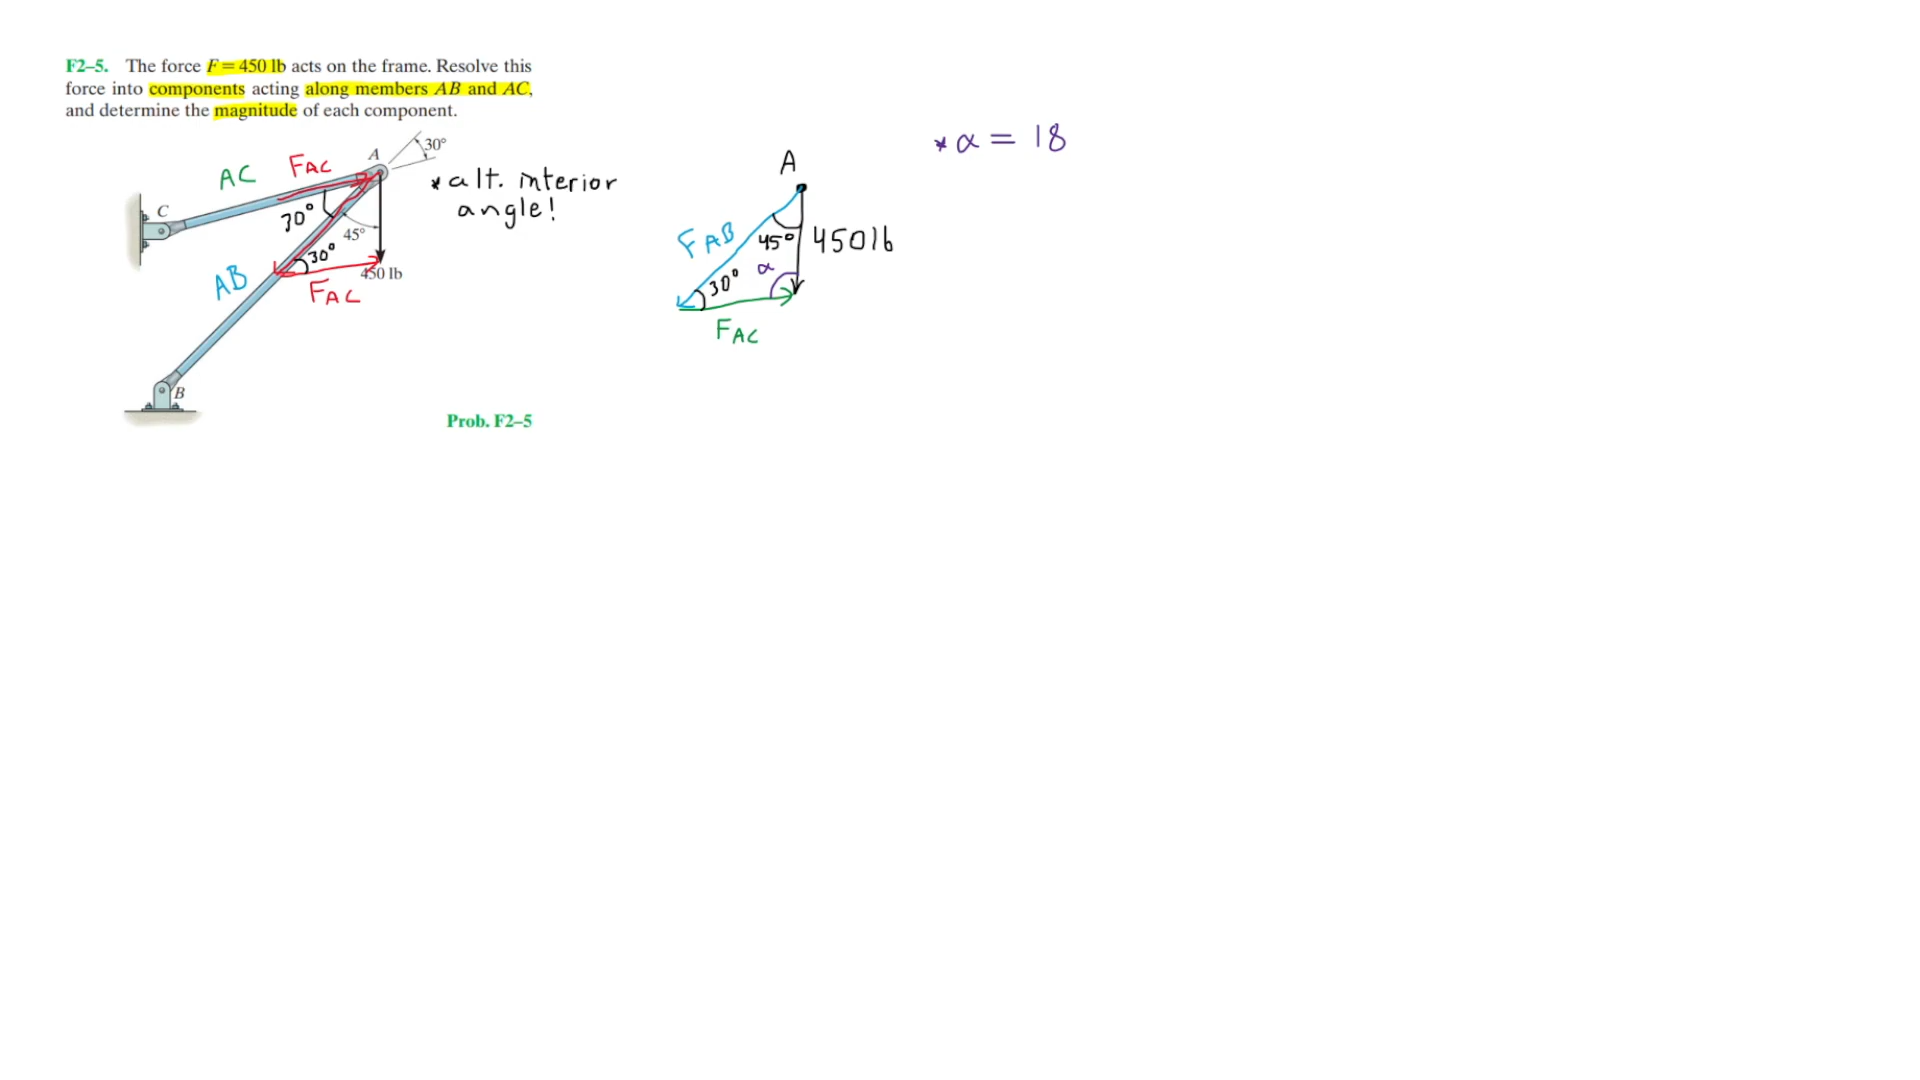 F2–5. The force F = 450 lb acts on the frame. Resolve this
force into components acting along members AB and AC,
and determine the magnitude of each component.
*α = 18
30°
A
AC
FAC
* alt. interior
angle!
C
30°
45°
30°
450 lb
AB
FAC
B
Prob. F2–5
A
FAB
45°
450lb
30°
α
FAC